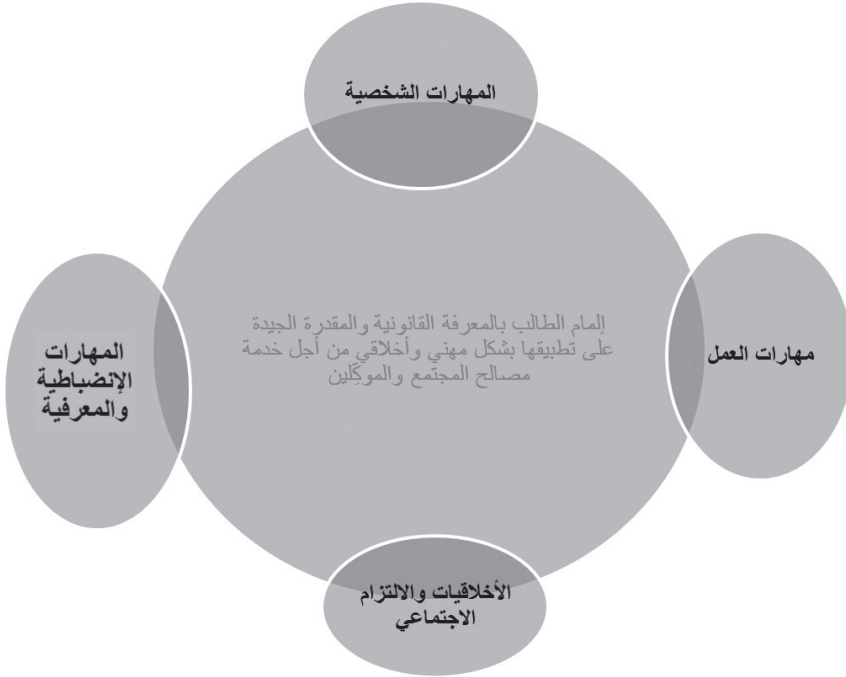 المهارات الشخصية
مهارات العمل
إلمام الطالب بالمعرفة القانونية والمقدرة الجيدة
على تطبيقها بشكل مهني وأخلاقي من أجل خدمة
مصالح المجتمع والموكِّلين
المهارات
الإنضباطية
والمعرفية
الأخلاقيات والالتزام
الاجتماعي